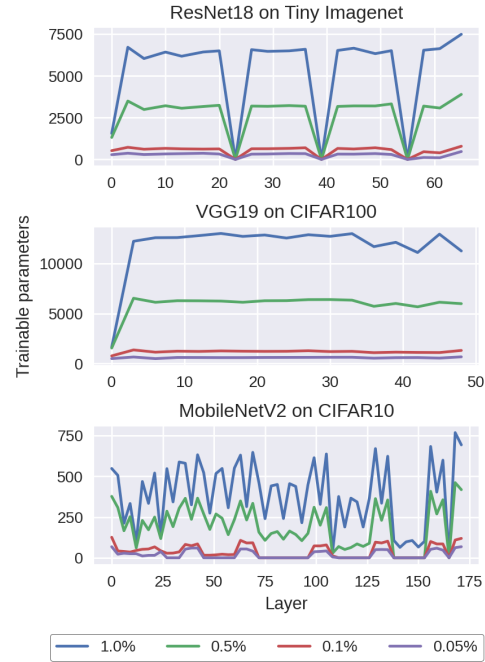 ResNet18 on Tiny Imagenet
7500
5000
2500
0
0 10 20 30 40 50 60
VGG19 on CIFAR100
Trainable parameters
10000
5000
0
0 10 20 30 40 50
MobileNetV2 on CIFAR10
750
500
250
0
0 25 50 75 100 125 150 175
Layer
1.0% 0.5% 0.1% 0.05%